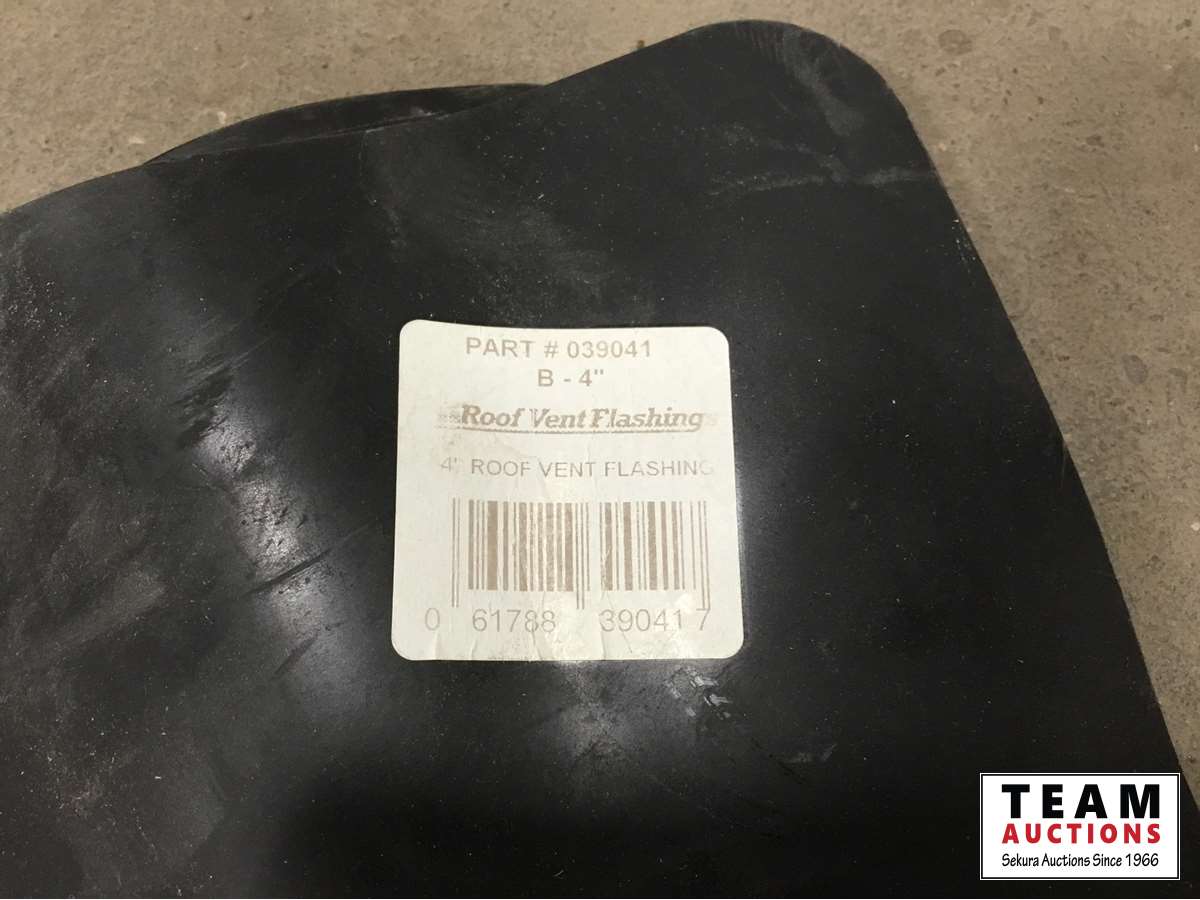 PART # 039041
B - 4"
Roof Vent Flashings
4" ROOF VENT FLASHING
0 61788 39041 7
TEAM
AUCTIONS
Sekura Auctions Since 1966